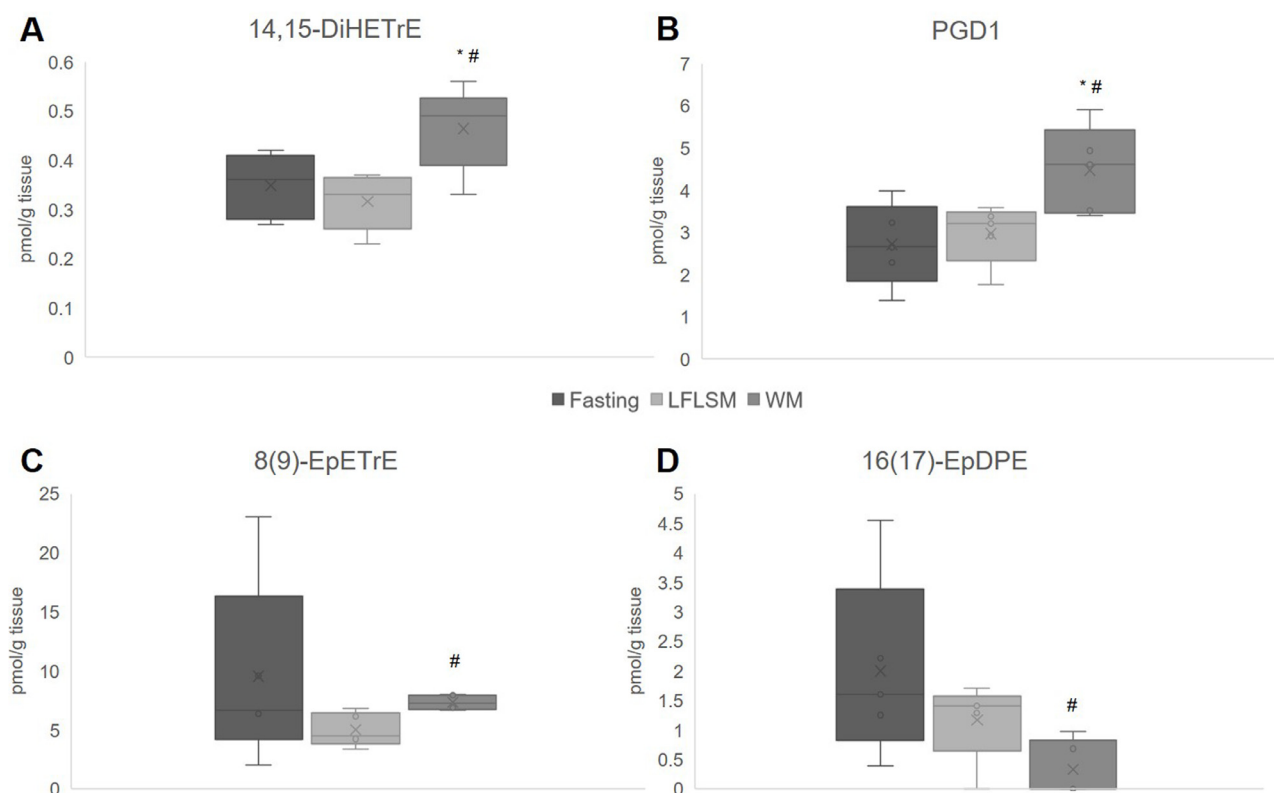 A
14,15-DiHETrE
* #
0.6
0.5
0.4
0.3
0.2
0.1
0
pmol/g tissue
B
PGD1
* #
7
6
5
4
3
2
1
0
pmol/g tissue
Fasting LFLSM WM
C
8(9)-EpETrE
25
20
15
10
5
0
#
pmol/g tissue
D
16(17)-EpDPE
5
4.5
4
3.5
3
2.5
2
1.5
1
0.5
0
#
pmol/g tissue